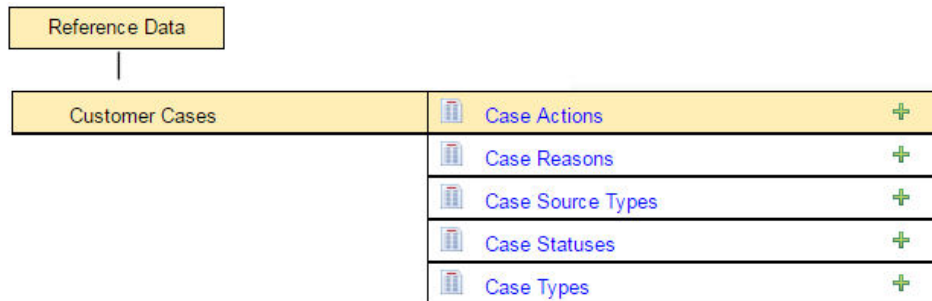 Reference Data
Customer Cases
Case Actions
Case Reasons
Case Source Types
Case Statuses
Case Types